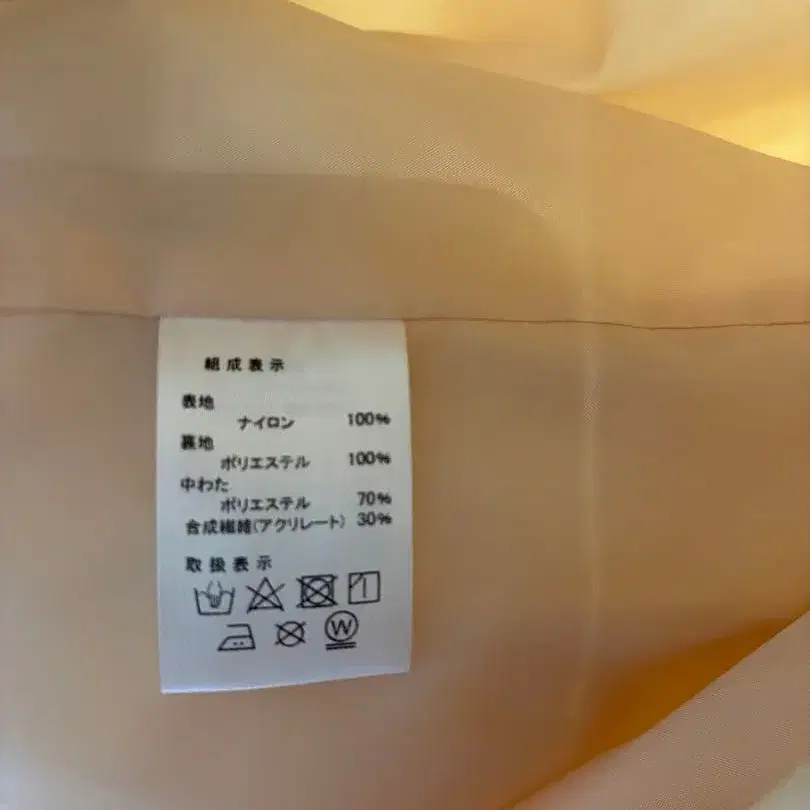 組成表示
表地
ナイロン 100%
裏地
ポリエステル 100%
中わた
ポリエステル 70%
合成繊維(アクリレート) 30%
取扱表示
W